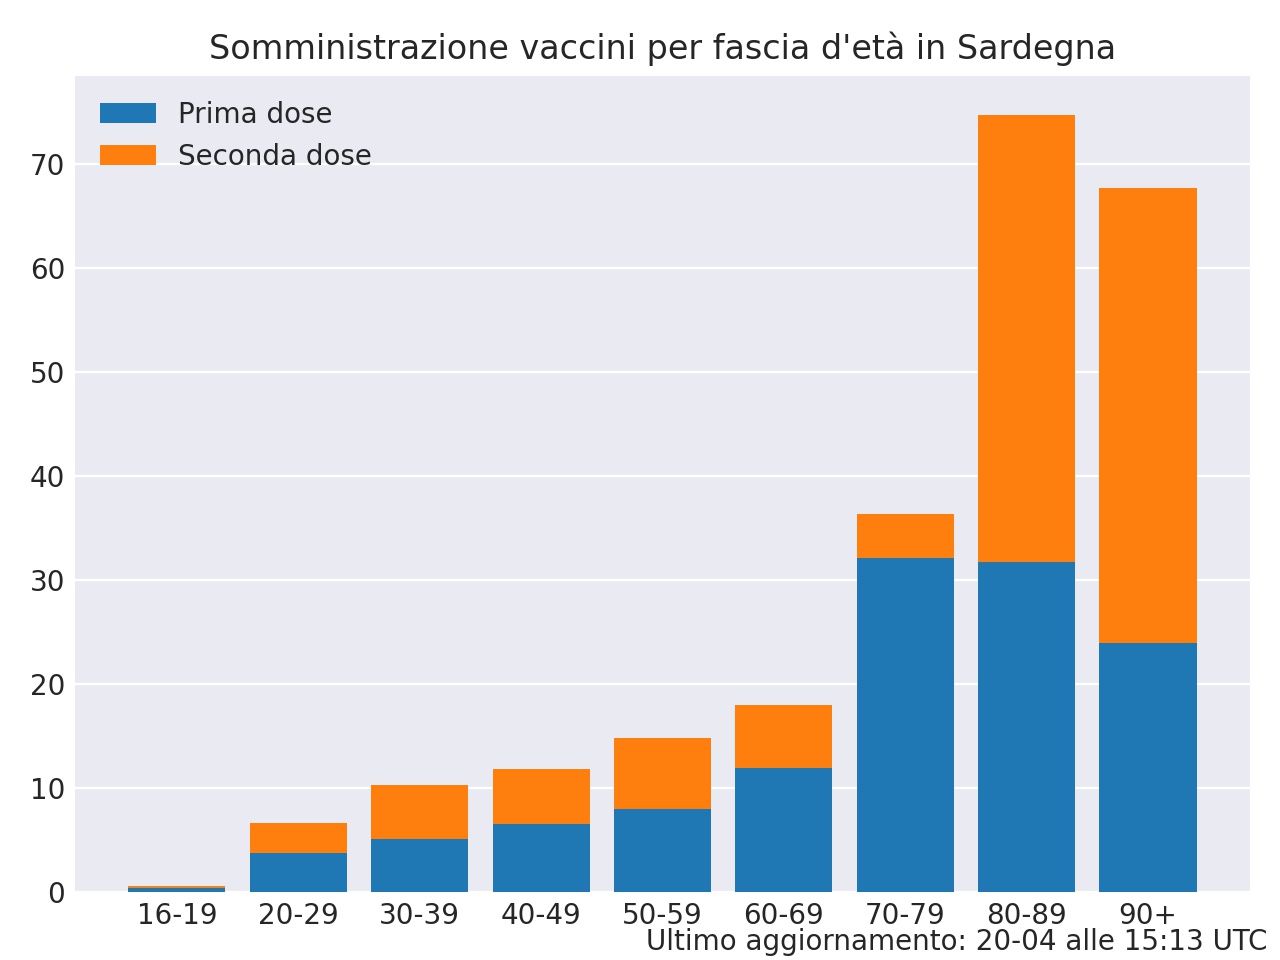 Somministrazione vaccini per fascia d'età in Sardegna
Prima dose
Seconda dose
70
60
50
40
30
20
10
0
16-19 20-29 30-39 40-49 50-59 60-69 70-79 80-89 90+
Ultimo aggiornamento: 20-04 alle 15:13 UTC